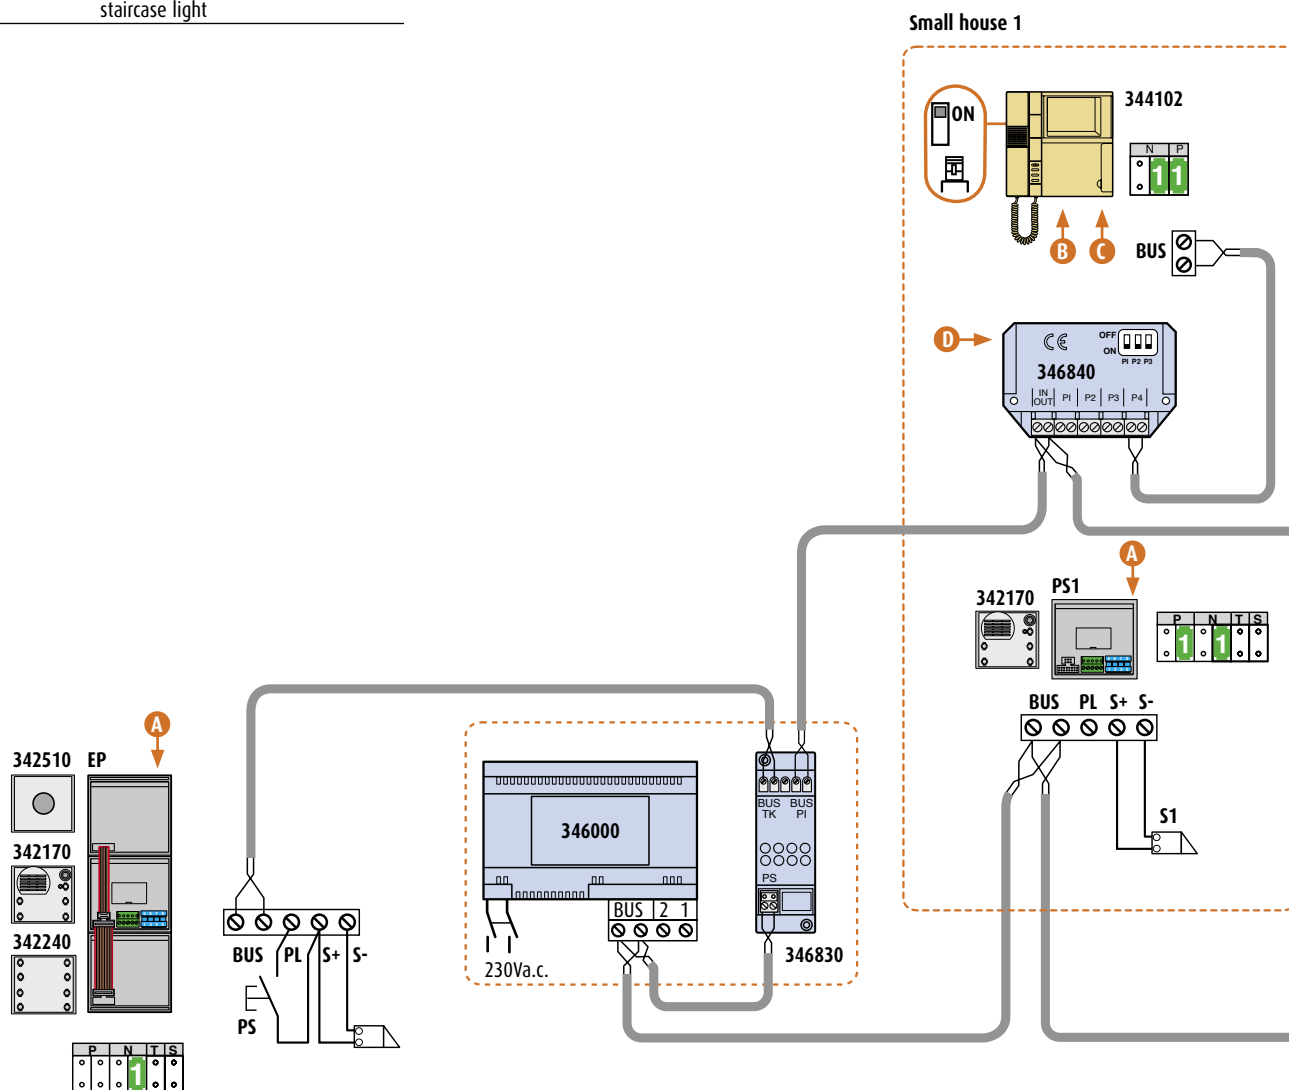 staircase light
Small house 1
ON
344102
N P
1 1
B C
BUS
D
OFF
ON
P1 P2 P3
346840
IN
OUT P1 P2 P3 P4
A
342170
PS1
P N T S
1 1
BUS PL S+ S-
S1
A
342510 EP
342170
342240
BUS PL S+ S-
PS
P N T S
1
346000
BUS 2 1
230Va.c.
BUS BUS
TK PI
PS
346830